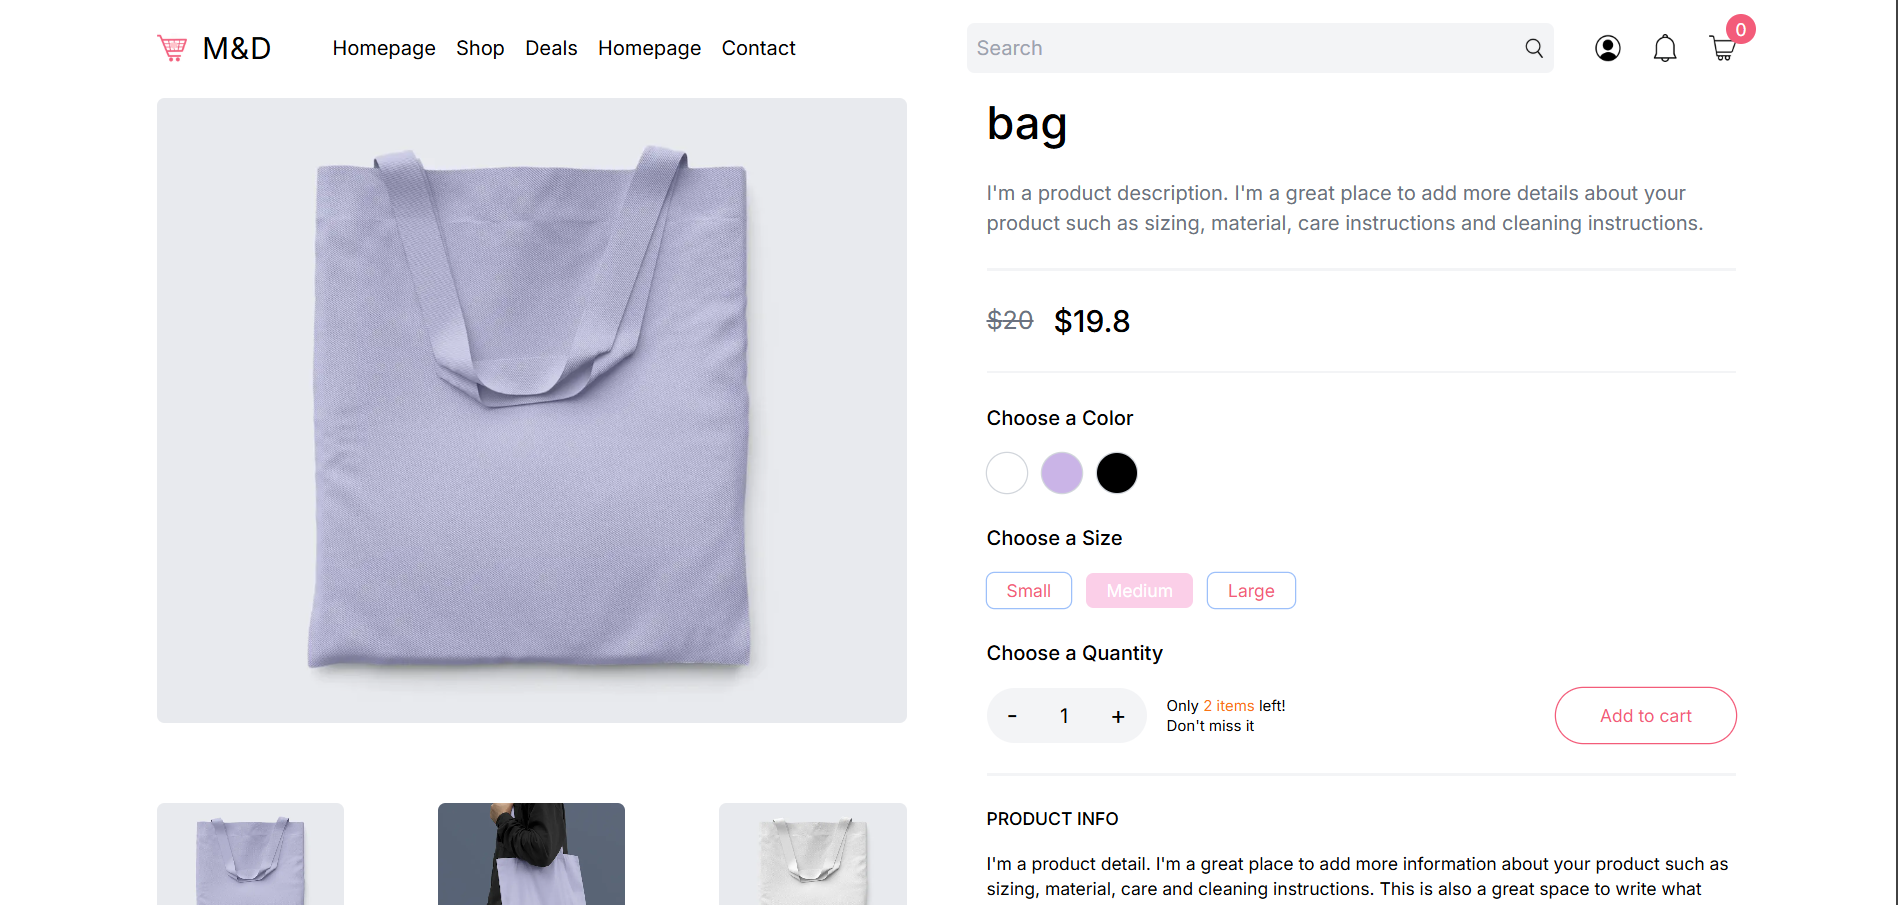 M&D
Homepage Shop Deals Homepage Contact
Search
0
bag
I'm a product description. I'm a great place to add more details about your
product such as sizing, material, care instructions and cleaning instructions.
$20 $19.8
Choose a Color
Choose a Size
Small Medium Large
Choose a Quantity
- 1 +
Only 2 items left!
Don't miss it
Add to cart
PRODUCT INFO
I'm a product detail. I'm a great place to add more information about your product such as
sizing, material, care and cleaning instructions. This is also a great space to write what